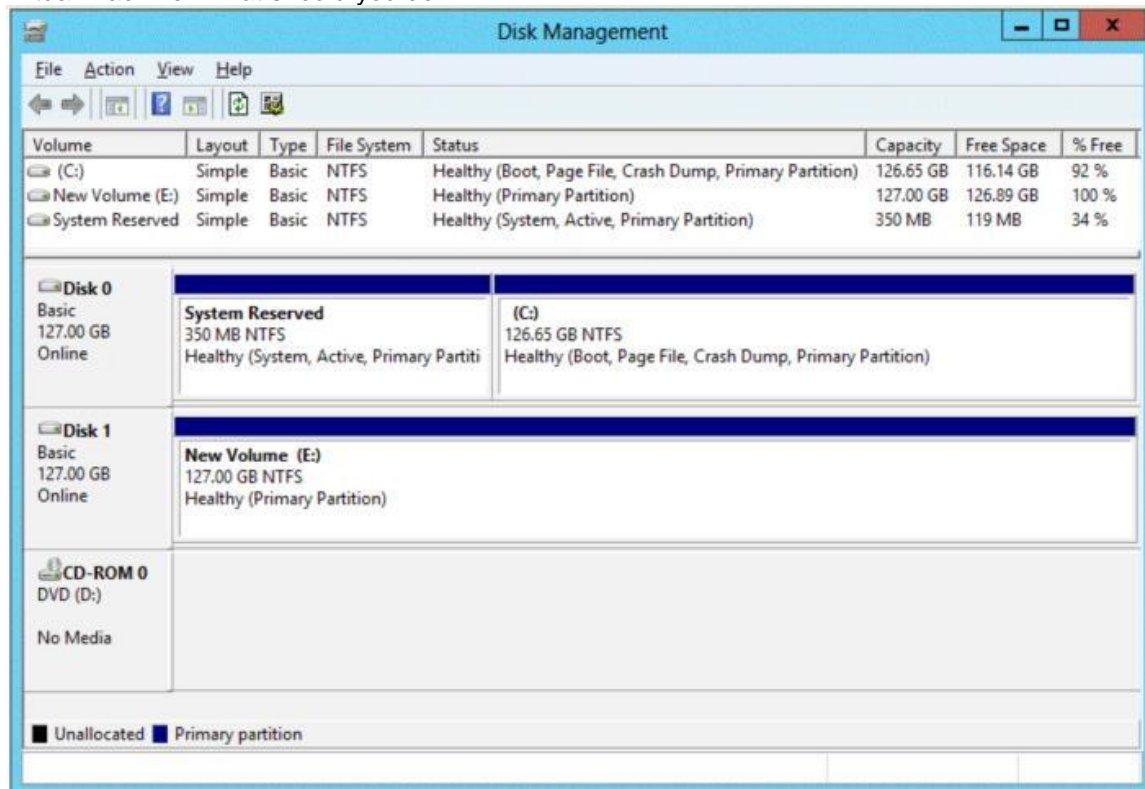 Disk Management
File Action View Help
Volume Layout Type File System Status Capacity Free Space % Free
(C:) Simple Basic NTFS Healthy (Boot, Page File, Crash Dump, Primary Partition) 126.65 GB 116.14 GB 92 %
New Volume (E:) Simple Basic NTFS Healthy (Primary Partition) 127.00 GB 126.89 GB 100 %
System Reserved Simple Basic NTFS Healthy (System, Active, Primary Partition) 350 MB 119 MB 34 %
Disk 0
Basic
127.00 GB
Online
System Reserved
350 MB NTFS
Healthy (System, Active, Primary Partiti
(C:)
126.65 GB NTFS
Healthy (Boot, Page File, Crash Dump, Primary Partition)
Disk 1
Basic
127.00 GB
Online
New Volume (E:)
127.00 GB NTFS
Healthy (Primary Partition)
CD-ROM 0
DVD (D:)
No Media
Unallocated Primary partition